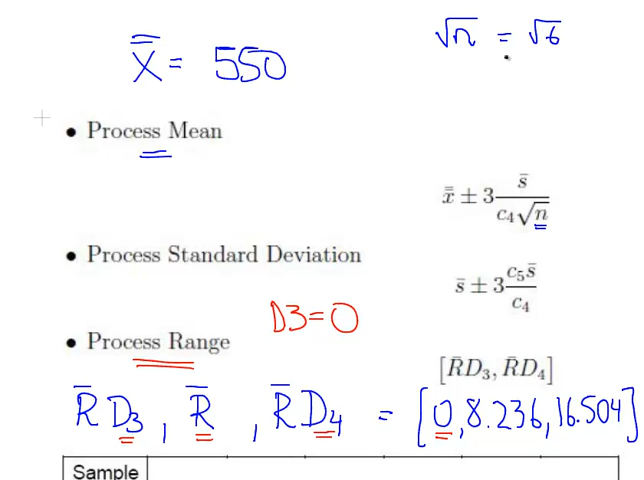 X̿ = 550
√n = √6
• Process Mean
x̿ ± 3 s̄ / c₄√n
• Process Standard Deviation
s̄ ± 3 c₅s̄ / c₄
D3=0
• Process Range
[R̄D₃, R̄D₄]
R̄D₃, R̄, R̄D₄ = [0, 8.236, 16.504]
Sample